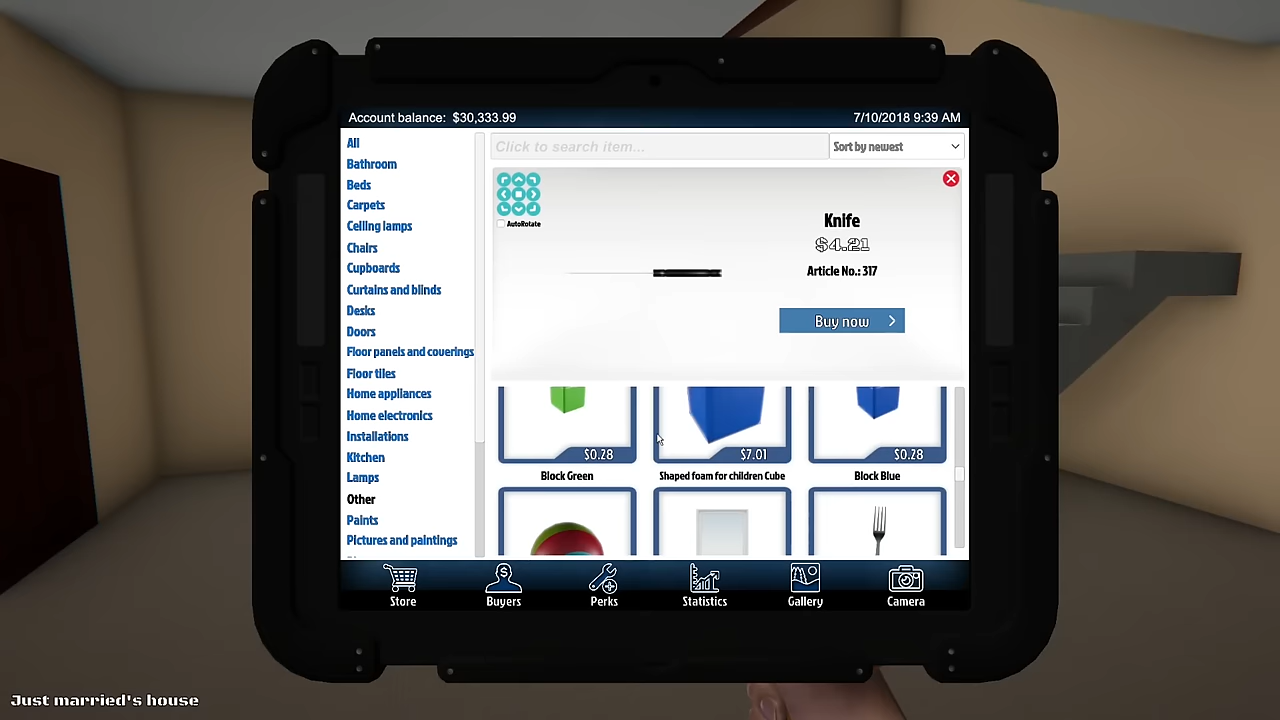 Account balance: $30,333.99
7/10/2018 9:39 AM
All
Bathroom
Beds
Carpets
Ceiling lamps
Chairs
Cupboards
Curtains and blinds
Desks
Doors
Floor panels and coverings
Floor tiles
Home appliances
Home electronics
Installations
Kitchen
Lamps
Other
Paints
Pictures and paintings
Click to search item...
Sort by newest
AutoRotate
Knife
$4.21
Article No.: 317
Buy now
$0.28
$7.01
$0.28
Block Green
Shaped foam for children Cube
Block Blue
Store
Buyers
Perks
Statistics
Gallery
Camera
Just married's house